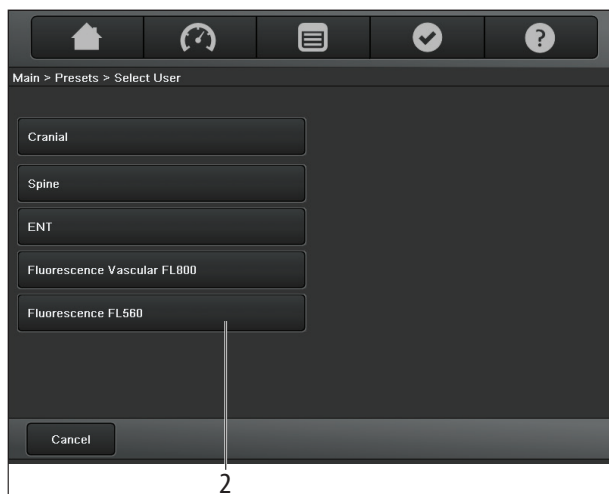 ?
Main > Presets > Select User
Cranial
Spine
ENT
Fluorescence Vascular FL800
Fluorescence FL560
Cancel
2